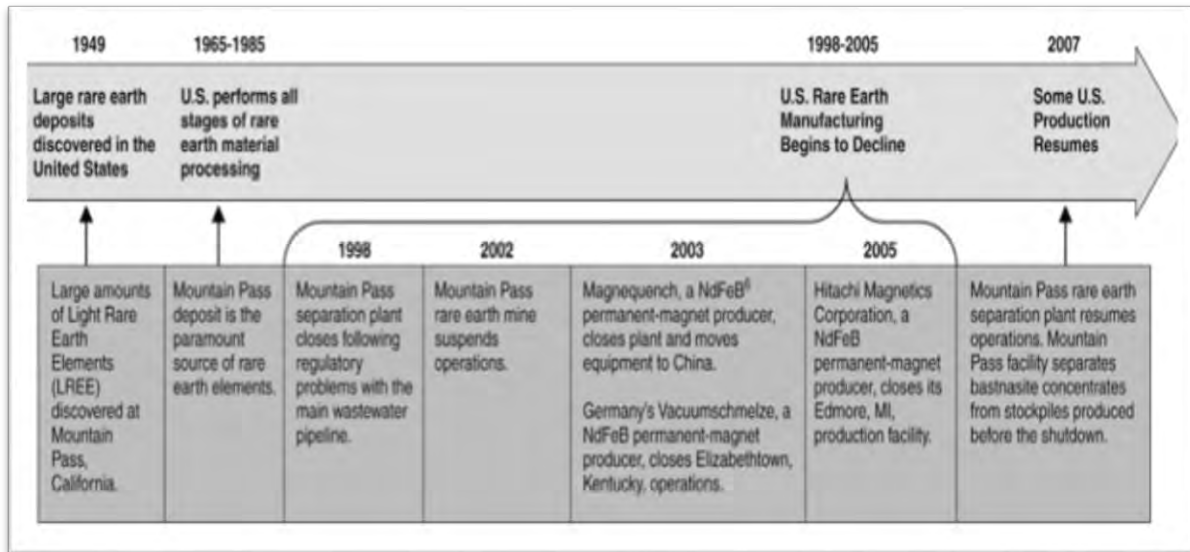 1949
1965-1985
1998-2005
2007
Large rare earth
deposits
discovered in the
United States
U.S. performs all
stages of rare
earth material
processing
U.S. Rare Earth
Manufacturing
Begins to Decline
Some U.S.
Production
Resumes
1998
2002
2003
2005
Large amounts
of Light Rare
Earth
Elements
(LREE)
discovered at
Mountain
Pass,
California.
Mountain Pass
deposit is the
paramount
source of rare
earth elements.
Mountain Pass
separation plant
closes following
regulatory
problems with the
main wastewater
pipeline.
Mountain Pass
rare earth mine
suspends
operations.
Magnequench, a NdFeB⁶
permanent-magnet producer,
closes plant and moves
equipment to China.
Germany's Vacuumschmelze, a
NdFeB permanent-magnet
producer, closes Elizabethtown,
Kentucky, operations.
Hitachi Magnetics
Corporation, a
NdFeB
permanent-magnet
producer, closes its
Edmore, MI,
production facility.
Mountain Pass rare earth
separation plant resumes
operations. Mountain
Pass facility separates
bastnasite concentrates
from stockpiles produced
before the shutdown.